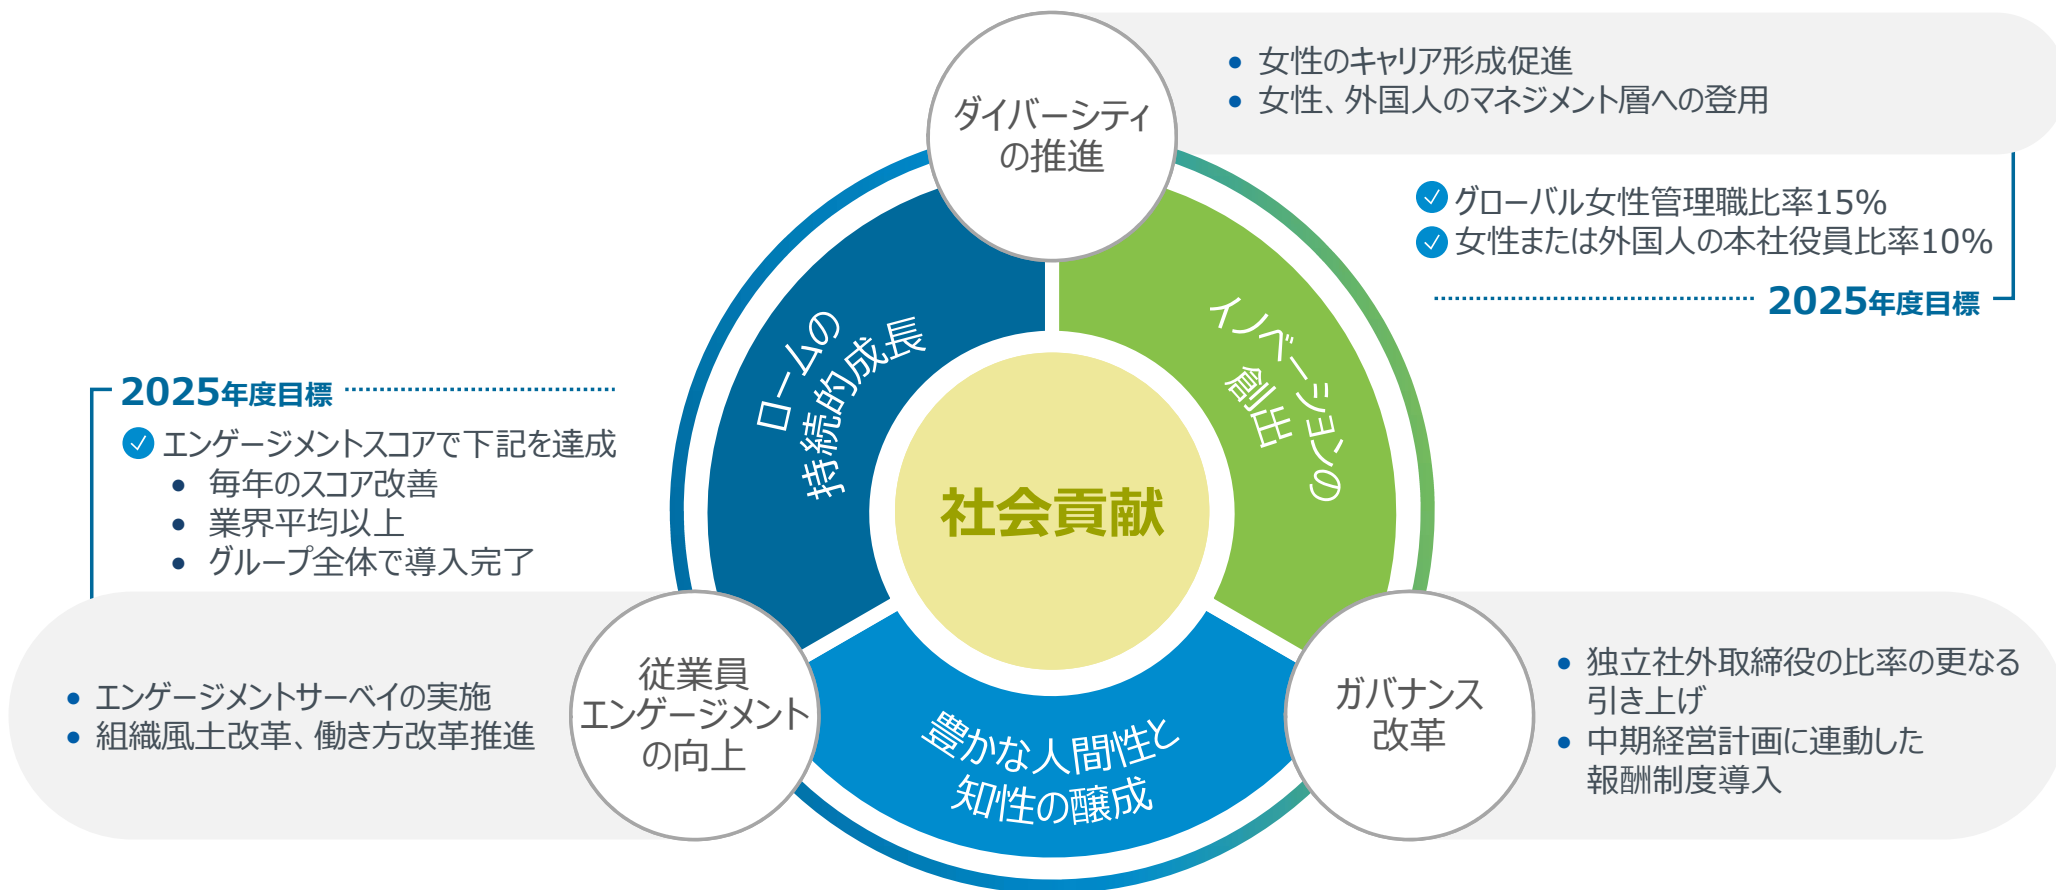 ダイバーシティ
の推進
女性のキャリア形成促進
女性、外国人のマネジメント層への登用
グローバル女性管理職比率15%
女性または外国人の本社役員比率10%
2025年度目標
ロームの
持続的成長
イノベーションの
創出
2025年度目標
エンゲージメントスコアで下記を達成
毎年のスコア改善
業界平均以上
グループ全体で導入完了
社会貢献
エンゲージメントサーベイの実施
組織風土改革、働き方改革推進
従業員
エンゲージメント
の向上
豊かな人間性と
知性の醸成
ガバナンス
改革
独立社外取締役の比率の更なる
引き上げ
中期経営計画に連動した
報酬制度導入